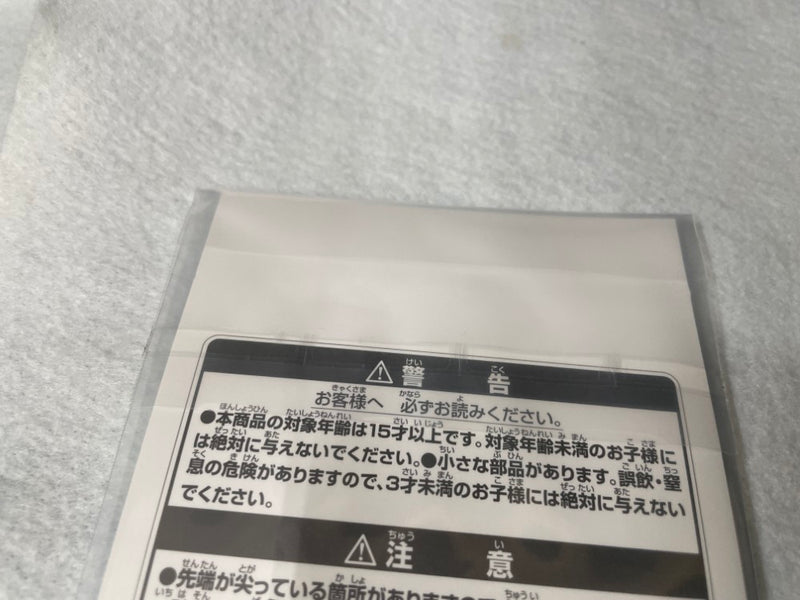 ⚠警告
お客様へ 必ずお読みください。
●本商品の対象年齢は15才以上です。対象年齢未満のお子様に
は絶対に与えないでください。●小さな部品があります。誤飲・窒
息の危険がありますので、3才未満のお子様には絶対に与えない
でください。
⚠注意
●先端が尖っている箇所がありますの